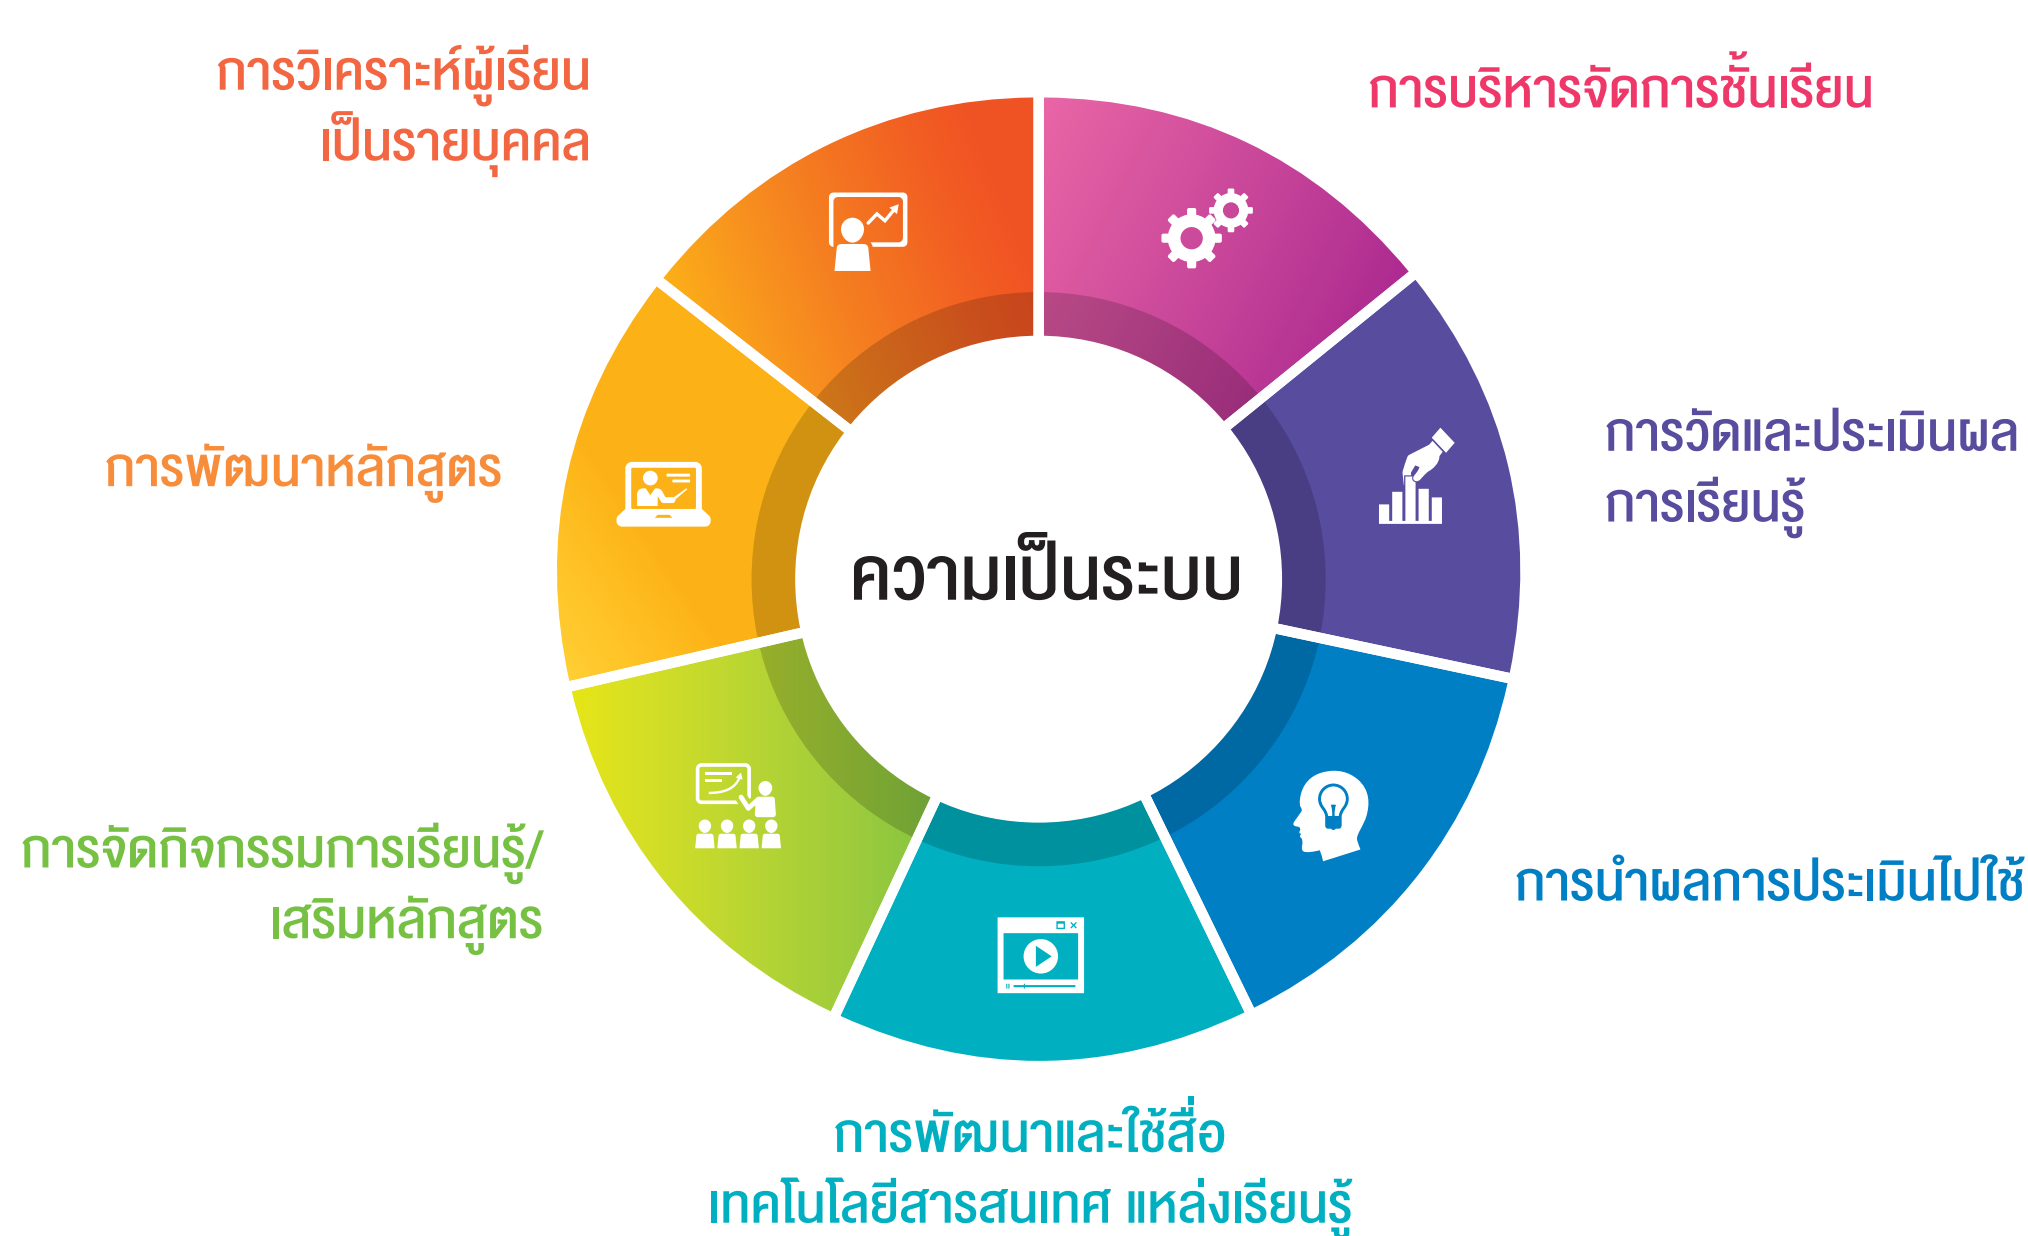 การวิเคราะห์ผู้เรียน
เป็นรายบุคคล
การบริหารจัดการชั้นเรียน
การพัฒนาหลักสูตร
การวัดและประเมินผล
การเรียนรู้
ความเป็นระบบ
การจัดกิจกรรมการเรียนรู้/
เสริมหลักสูตร
การนำผลการประเมินไปใช้
การพัฒนาและใช้สื่อ
เทคโนโลยีสารสนเทศ แหล่งเรียนรู้